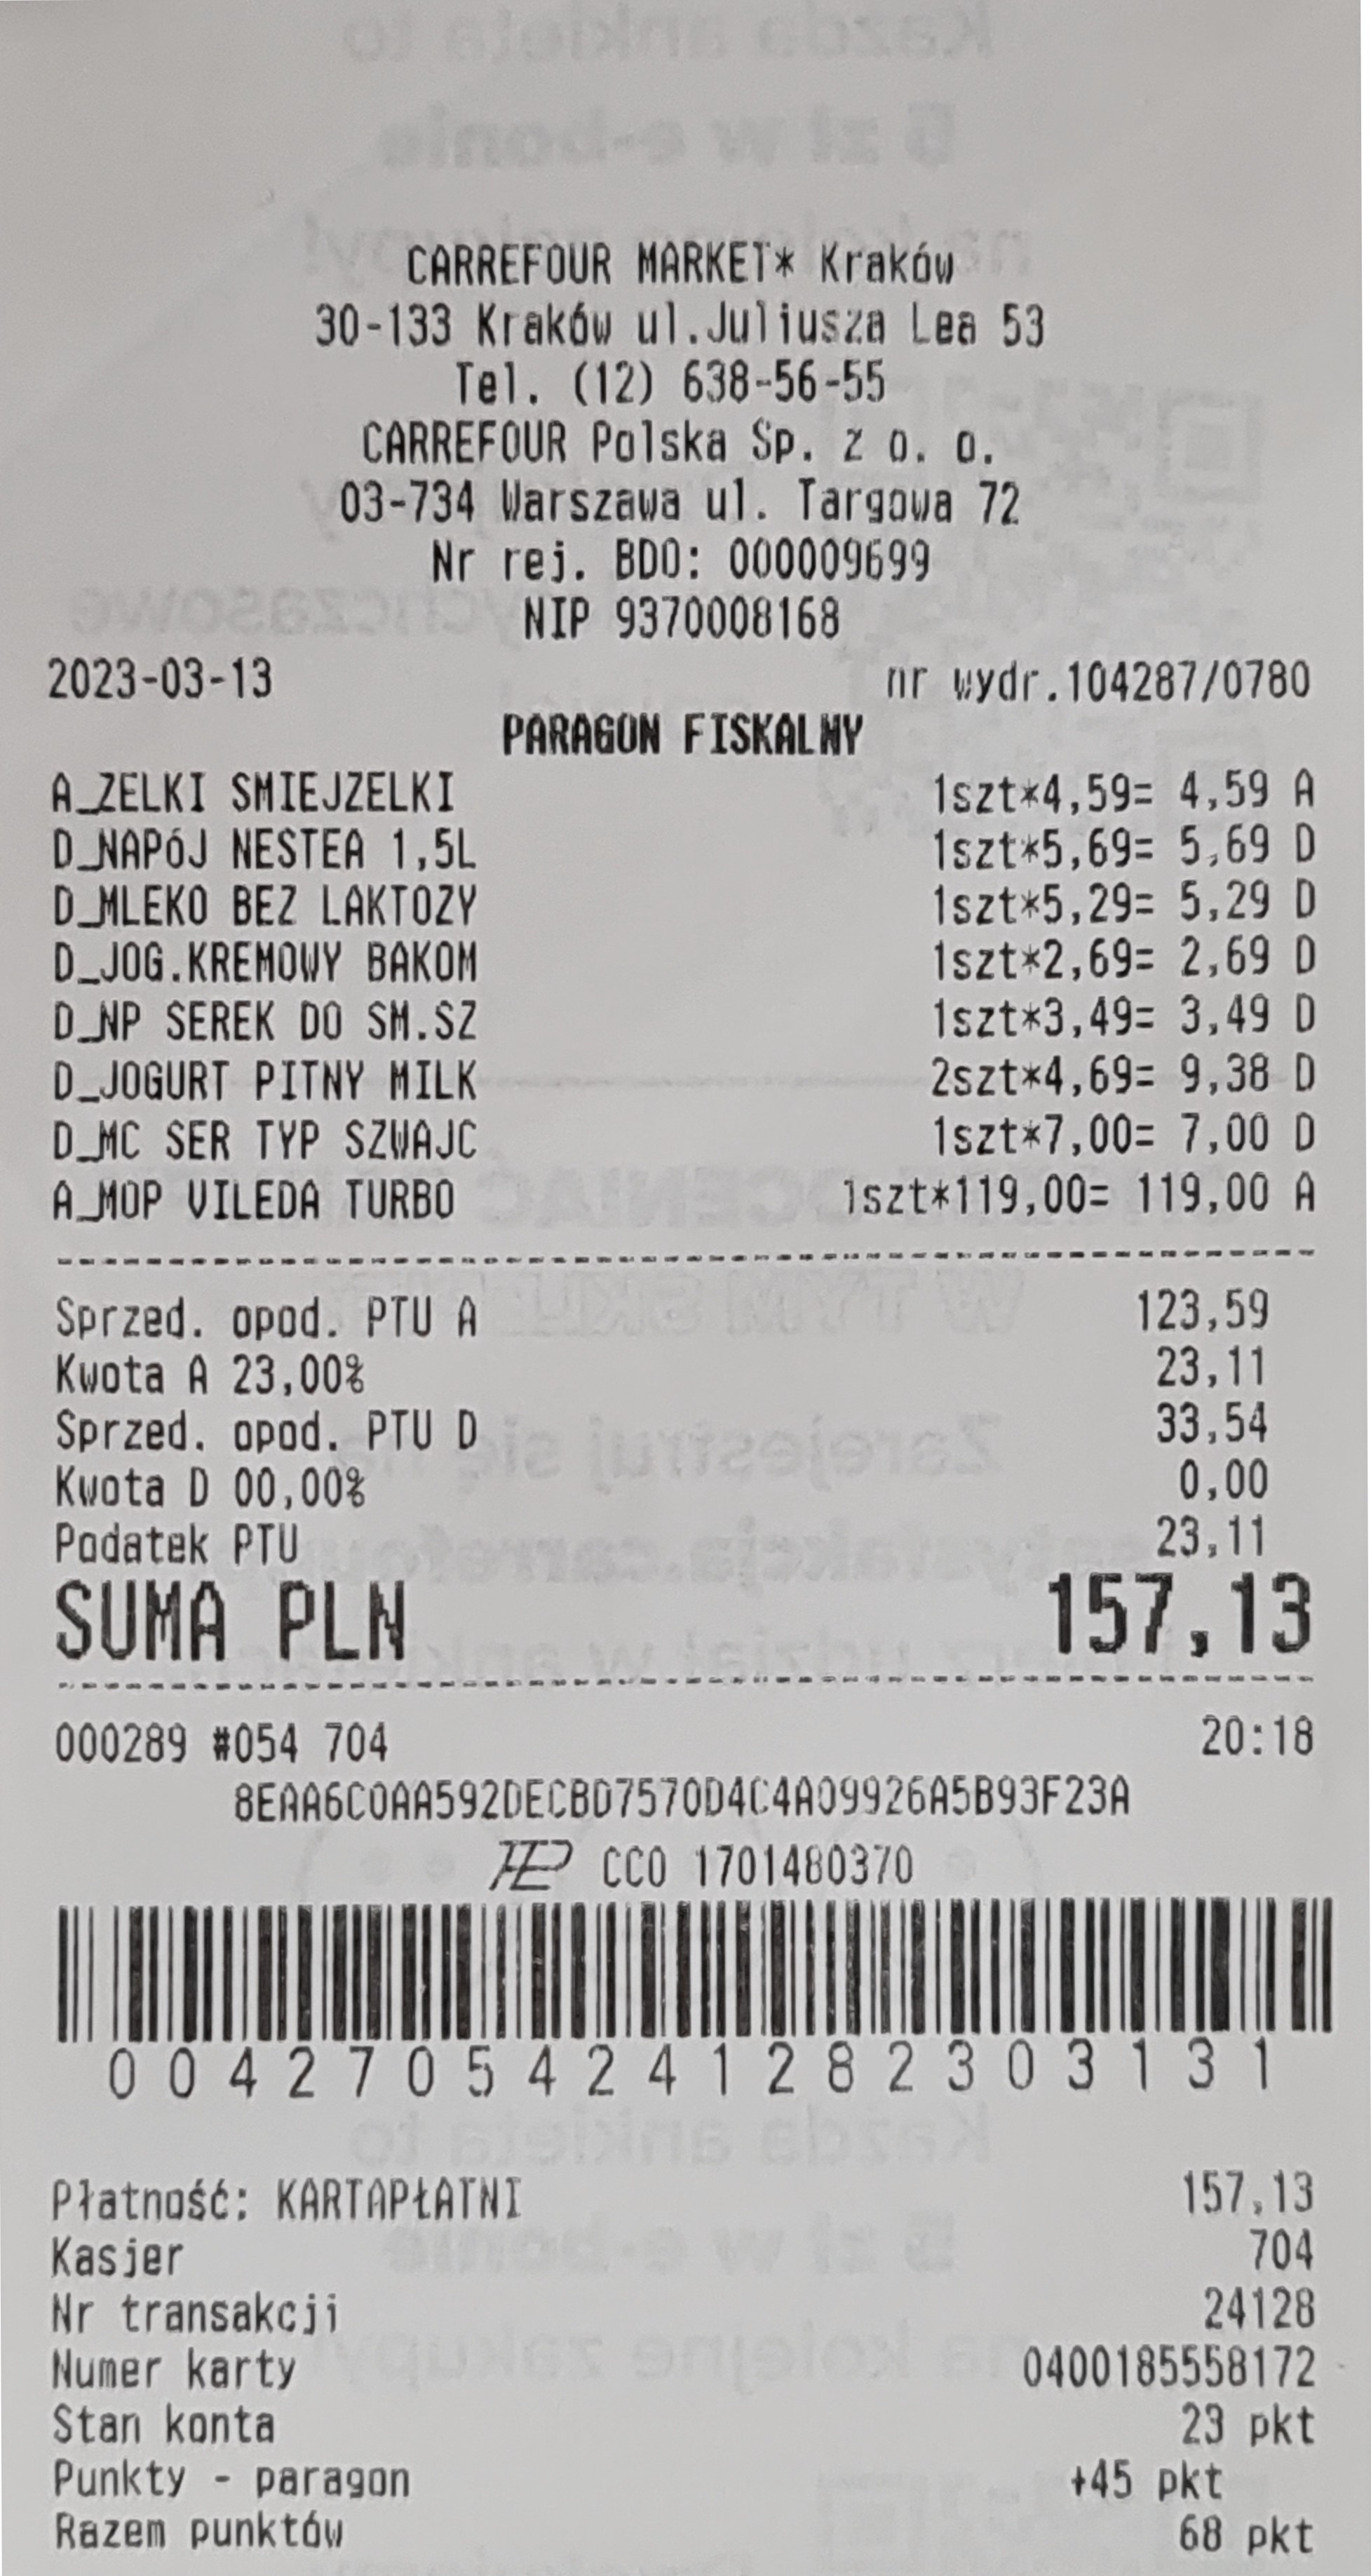 CARREFOUR MARKET* Kraków
30-133 Kraków ul.Juliusza Lea 53
Tel. (12) 638-56-55
CARREFOUR Polska Sp. z o. o.
03-734 Warszawa ul. Targowa 72
Nr rej. BDO: 000009699
NIP 9370008168
2023-03-13 nr wydr.104287/0780
PARAGON FISKALNY
A_ZELKI SMIEJZELKI 1szt*4,59= 4,59 A
D_NAPÓJ NESTEA 1,5L 1szt*5,69= 5,69 D
D_MLEKO BEZ LAKTOZY 1szt*5,29= 5,29 D
D_JOG.KREMOWY BAKOM 1szt*2,69= 2,69 D
D_NP SEREK DO SM.SZ 1szt*3,49= 3,49 D
D_JOGURT PITNY MILK 2szt*4,69= 9,38 D
D_MC SER TYP SZWAJC 1szt*7,00= 7,00 D
A_MOP VILEDA TURBO 1szt*119,00= 119,00 A
Sprzed. opod. PTU A 123,59
Kwota A 23,00% 23,11
Sprzed. opod. PTU D 33,54
Kwota D 00,00% 0,00
Podatek PTU 23,11
SUMA PLN 157,13
000289 #054 704 20:18
8EAA6C0AA592DECBD7570D4C4A09926A5B93F23A
CCO 1701480370
00427054241282303131
Płatność: KARTAPŁATNI 157,13
Kasjer 704
Nr transakcji 24128
Numer karty 0400185558172
Stan konta 23 pkt
Punkty - paragon +45 pkt
Razem punktów 68 pkt